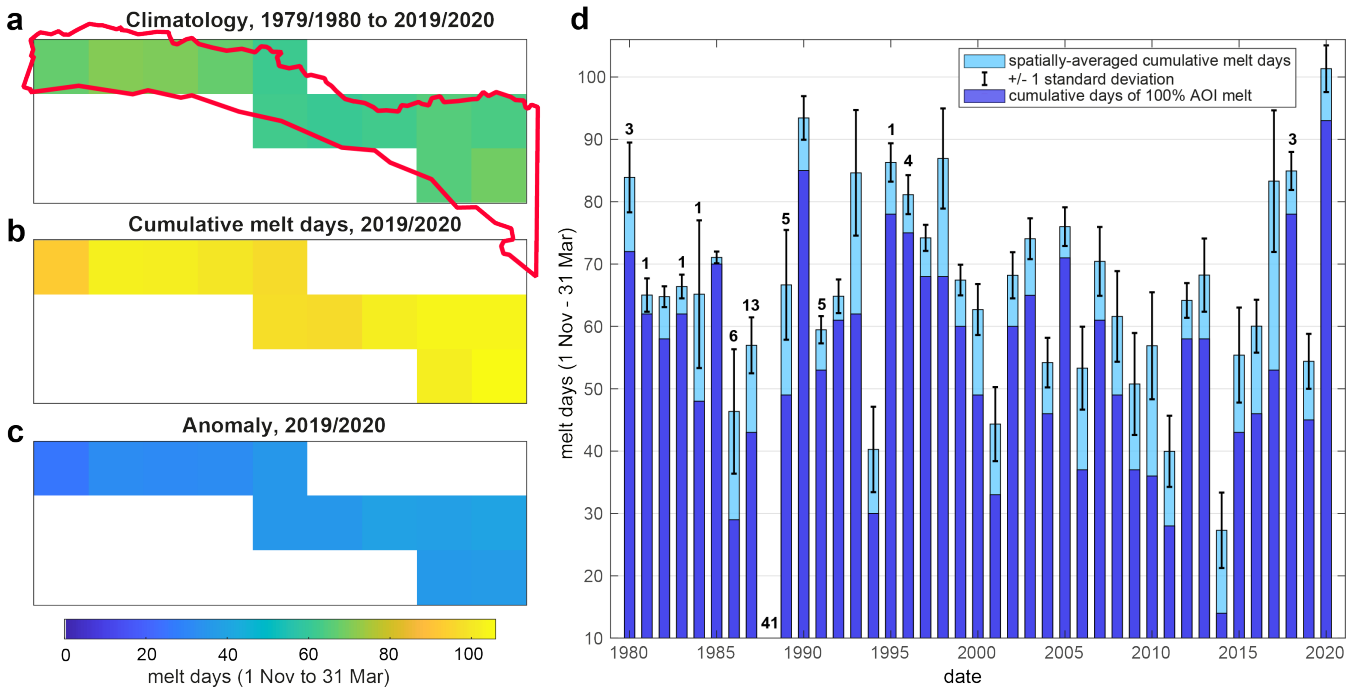 a
Climatology, 1979/1980 to 2019/2020
b
Cumulative melt days, 2019/2020
c
Anomaly, 2019/2020
0 20 40 60 80 100
melt days (1 Nov to 31 Mar)
d
spatially-averaged cumulative melt days
+/- 1 standard deviation
cumulative days of 100% AOI melt
melt days (1 Nov - 31 Mar)
100
90
80
70
60
50
40
30
20
10
3
1
1
1
6
13
41
5
5
1
4
3
1980 1985 1990 1995 2000 2005 2010 2015 2020
date